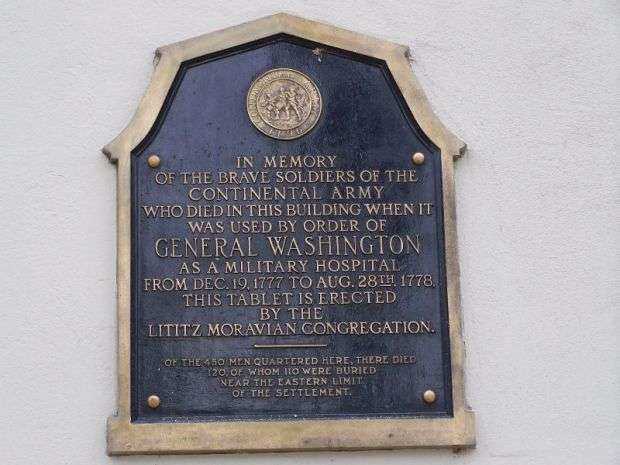 IN MEMORY
OF THE BRAVE SOLDIERS OF THE
CONTINENTAL ARMY
WHO DIED IN THIS BUILDING WHEN IT
WAS USED BY ORDER OF
GENERAL WASHINGTON
AS A MILITARY HOSPITAL
FROM DEC. 19, 1777 TO AUG. 28TH 1778.
THIS TABLET IS ERECTED
BY THE
LITITZ MORAVIAN CONGREGATION.
OF THE 450 MEN QUARTERED HERE, THERE DIED
120, OF WHOM 110 WERE BURIED
NEAR THE EASTERN LIMIT
OF THE SETTLEMENT.